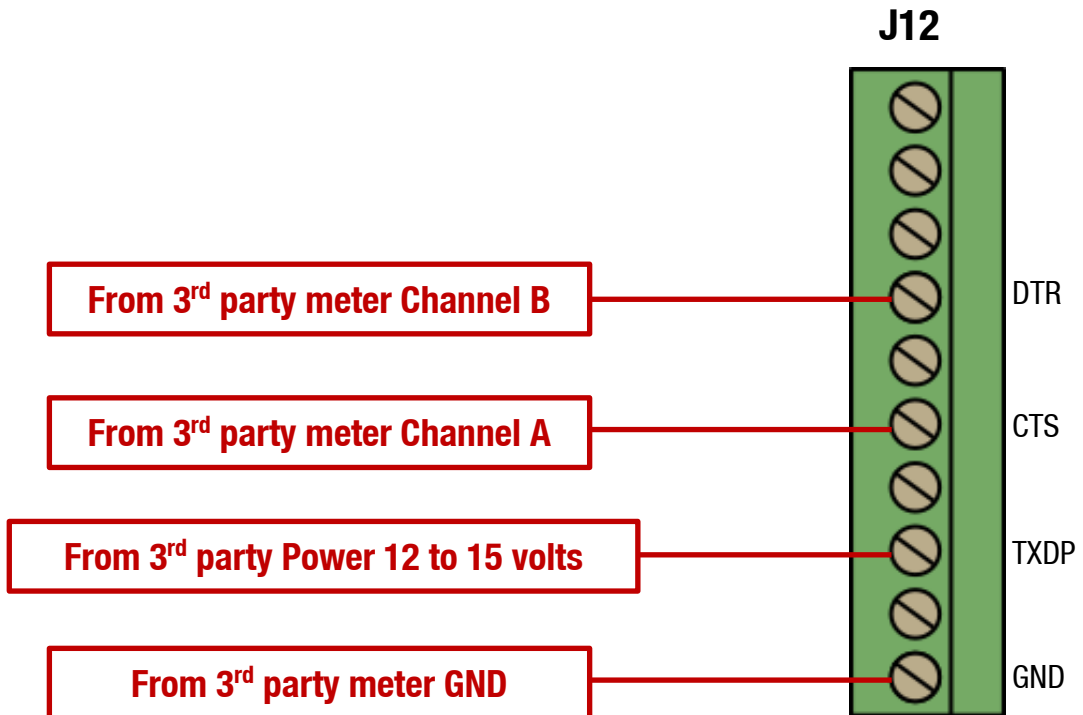 J12
From 3rd party meter Channel B
DTR
From 3rd party meter Channel A
CTS
From 3rd party Power 12 to 15 volts
TXDP
From 3rd party meter GND
GND